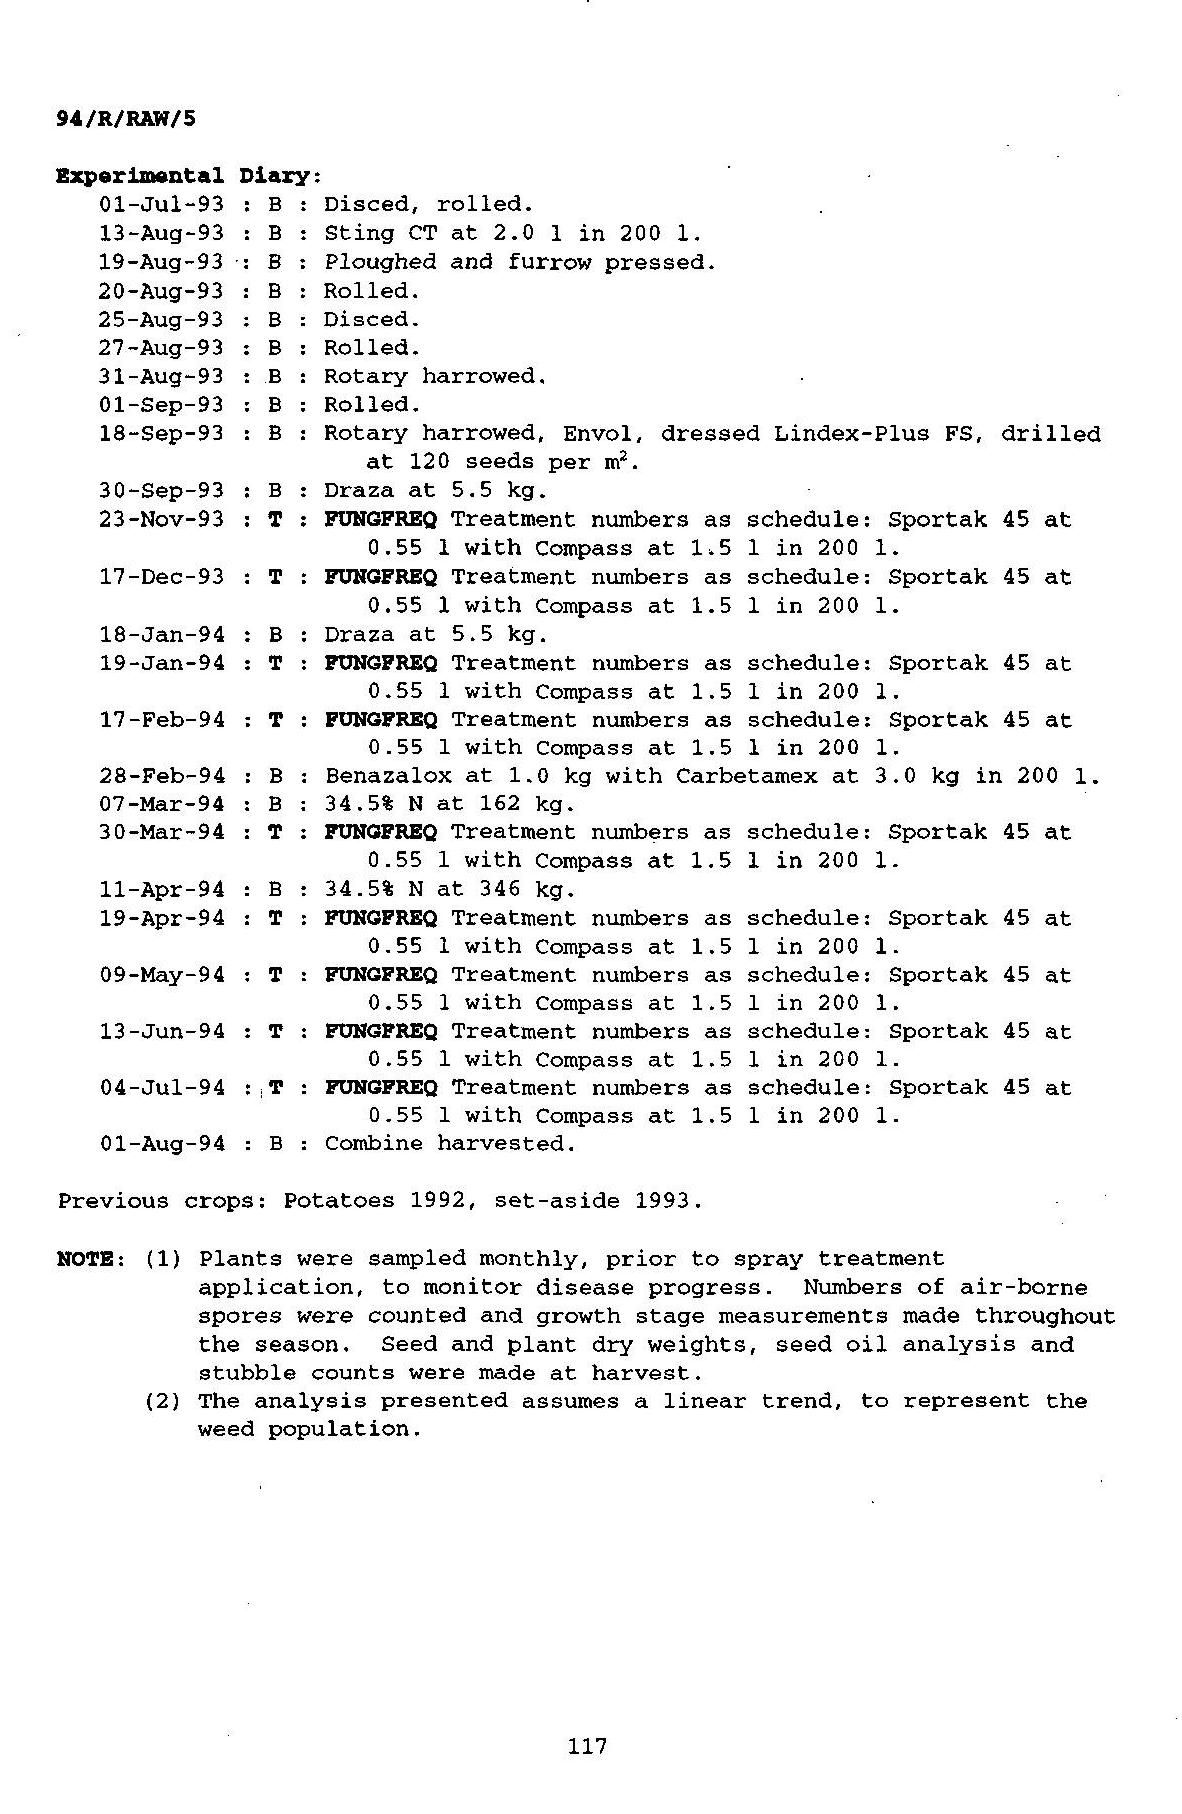 94/R/RAW/5
Experimental Diary:
01-Jul-93 : B : Disced, rolled.
13-Aug-93 : B : Sting CT at 2.0 l in 200 l.
19-Aug-93 : B : Ploughed and furrow pressed.
20-Aug-93 : B : Rolled.
25-Aug-93 : B : Disced.
27-Aug-93 : B : Rolled.
31-Aug-93 : B : Rotary harrowed.
01-Sep-93 : B : Rolled.
18-Sep-93 : B : Rotary harrowed, Envol, dressed Lindex-Plus FS, drilled
at 120 seeds per m².
30-Sep-93 : B : Draza at 5.5 kg.
23-Nov-93 : T : FUNGFREQ Treatment numbers as schedule: Sportak 45 at
0.55 l with Compass at 1.5 l in 200 l.
17-Dec-93 : T : FUNGFREQ Treatment numbers as schedule: Sportak 45 at
0.55 l with Compass at 1.5 l in 200 l.
18-Jan-94 : B : Draza at 5.5 kg.
19-Jan-94 : T : FUNGFREQ Treatment numbers as schedule: Sportak 45 at
0.55 l with Compass at 1.5 l in 200 l.
17-Feb-94 : T : FUNGFREQ Treatment numbers as schedule: Sportak 45 at
0.55 l with Compass at 1.5 l in 200 l.
28-Feb-94 : B : Benazalox at 1.0 kg with Carbetamex at 3.0 kg in 200 l.
07-Mar-94 : B : 34.5% N at 162 kg.
30-Mar-94 : T : FUNGFREQ Treatment numbers as schedule: Sportak 45 at
0.55 l with Compass at 1.5 l in 200 l.
11-Apr-94 : B : 34.5% N at 346 kg.
19-Apr-94 : T : FUNGFREQ Treatment numbers as schedule: Sportak 45 at
0.55 l with Compass at 1.5 l in 200 l.
09-May-94 : T : FUNGFREQ Treatment numbers as schedule: Sportak 45 at
0.55 l with Compass at 1.5 l in 200 l.
13-Jun-94 : T : FUNGFREQ Treatment numbers as schedule: Sportak 45 at
0.55 l with Compass at 1.5 l in 200 l.
04-Jul-94 : T : FUNGFREQ Treatment numbers as schedule: Sportak 45 at
0.55 l with Compass at 1.5 l in 200 l.
01-Aug-94 : B : Combine harvested.
Previous crops: Potatoes 1992, set-aside 1993.
NOTE: (1) Plants were sampled monthly, prior to spray treatment
application, to monitor disease progress. Numbers of air-borne
spores were counted and growth stage measurements made throughout
the season. Seed and plant dry weights, seed oil analysis and
stubble counts were made at harvest.
(2) The analysis presented assumes a linear trend, to represent the
weed population.
117